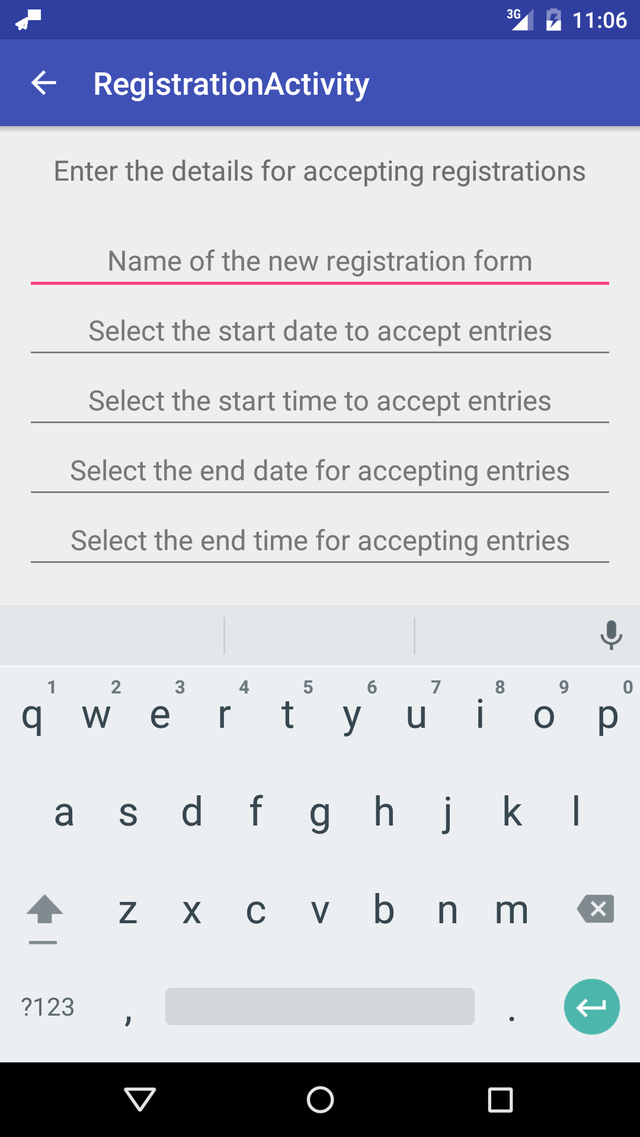 3G 11:06
RegistrationActivity
Enter the details for accepting registrations
Name of the new registration form
Select the start date to accept entries
Select the start time to accept entries
Select the end date for accepting entries
Select the end time for accepting entries
1 2 3 4 5 6 7 8 9 0
q w e r t y u i o p
a s d f g h j k l
z x c v b n m
?123 , .